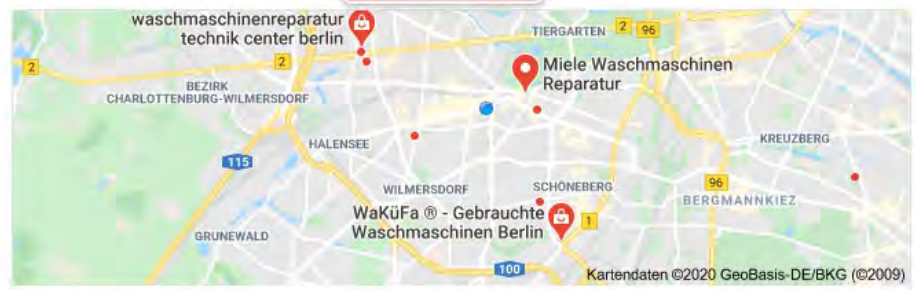 waschmaschinenreparatur
technik center berlin
TIERGARTEN
2
96
2
2
Miele Waschmaschinen
Reparatur
BEZIRK
CHARLOTTENBURG-WILMERSDORF
KREUZBERG
HALENSEE
115
WILMERSDORF
SCHÖNEBERG
96
BERGMANNKIEZ
WaKüFa ® - Gebrauchte
Waschmaschinen Berlin
1
GRUNEWALD
100
Kartendaten ©2020 GeoBasis-DE/BKG (©2009)